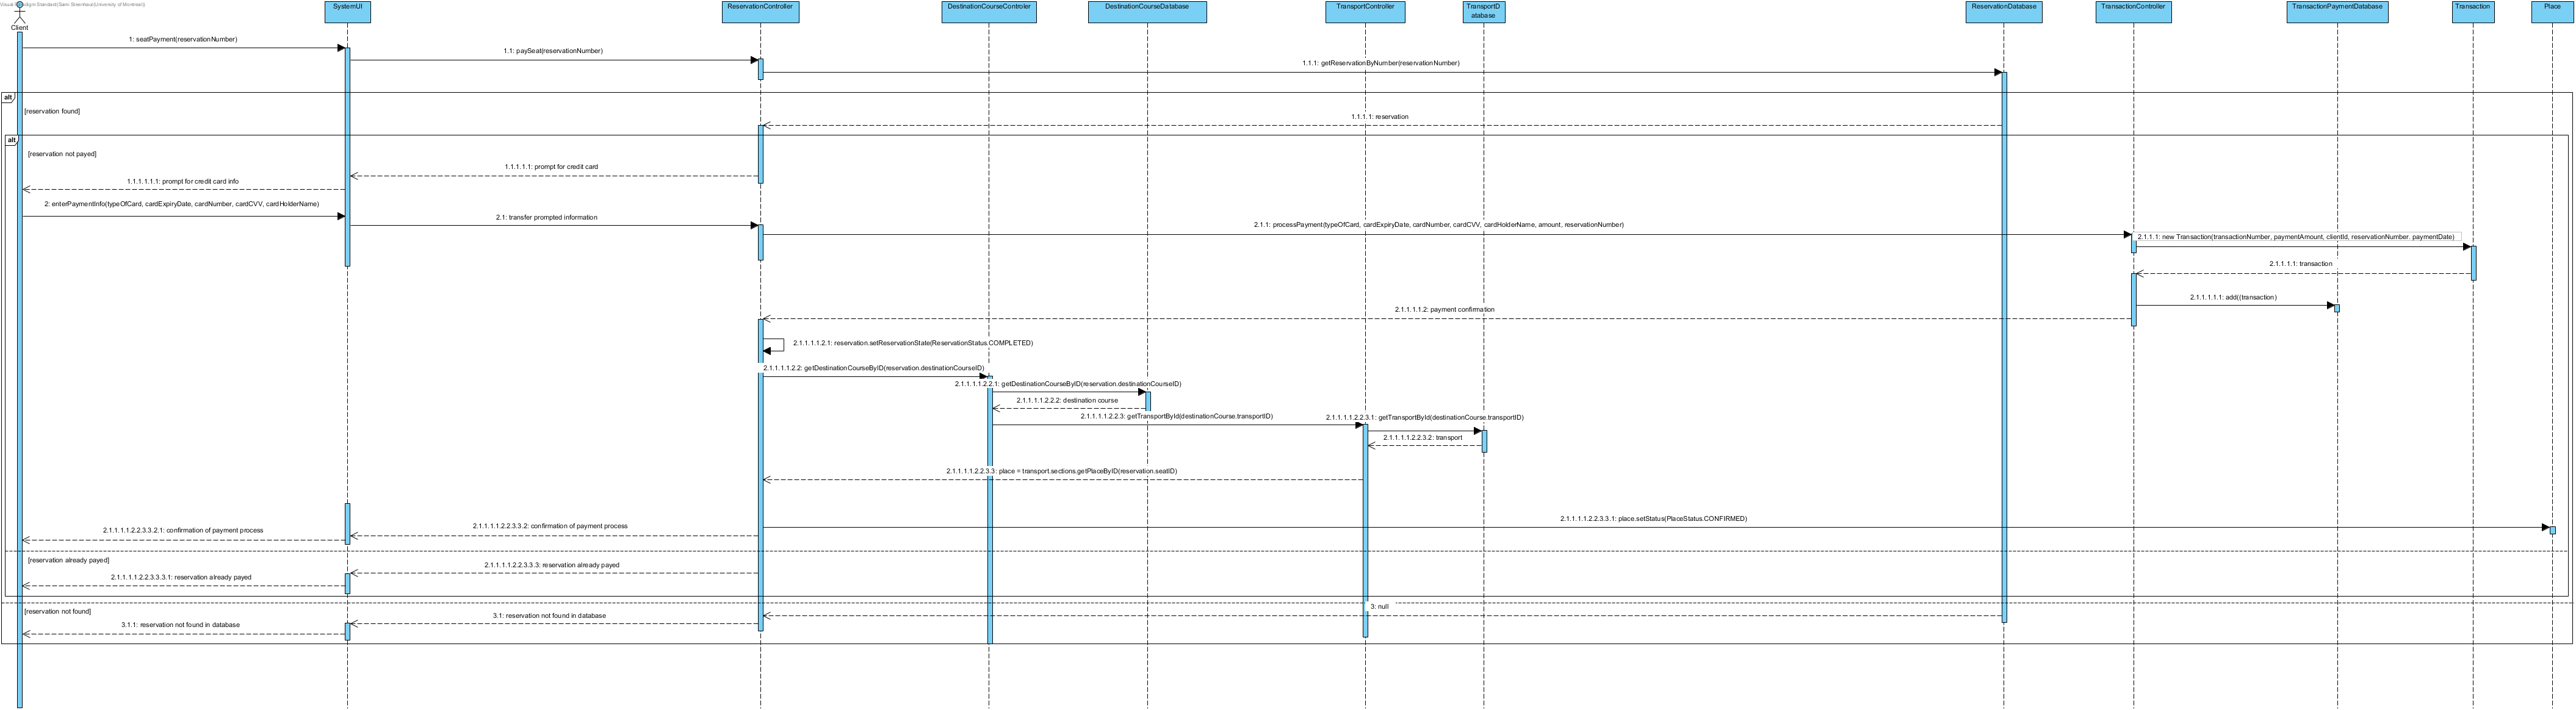 Visual Paradigm Standard(Sami Steenhaut(University of Montreal))
Client
SystemUI
ReservationController
DestinationCourseControler
DestinationCourseDatabase
TransportController
TransportD
atabase
ReservationDatabase
TransactionController
TransactionPaymentDatabase
Transaction
Place
1: seatPayment(reservationNumber)
1.1: paySeat(reservationNumber)
1.1.1: getReservationByNumber(reservationNumber)
alt
[reservation found]
1.1.1.1: reservation
alt
[reservation not payed]
1.1.1.1.1: prompt for credit card
1.1.1.1.1.1: prompt for credit card info
2: enterPaymentInfo(typeOfCard, cardExpiryDate, cardNumber, cardCVV, cardHolderName)
2.1: transfer prompted information
2.1.1: processPayment(typeOfCard, cardExpiryDate, cardNumber, cardCVV, cardHolderName, amount, reservationNumber)
2.1.1.1: new Transaction(transactionNumber, paymentAmount, clientId, reservationNumber. paymentDate)
2.1.1.1.1: transaction
2.1.1.1.1.1: add((transaction)
2.1.1.1.1.2: payment confirmation
2.1.1.1.1.2.1: reservation.setReservationState(ReservationStatus.COMPLETED)
2.1.1.1.1.2.2: getDestinationCourseByID(reservation.destinationCourseID)
2.1.1.1.1.2.2.1: getDestinationCourseByID(reservation.destinationCourseID)
2.1.1.1.1.2.2.2: destination course
2.1.1.1.1.2.2.3: getTransportById(destinationCourse.transportID)
2.1.1.1.1.2.2.3.1: getTransportById(destinationCourse.transportID)
2.1.1.1.1.2.2.3.2: transport
2.1.1.1.1.2.2.3.3: place = transport.sections.getPlaceByID(reservation.seatID)
2.1.1.1.1.2.2.3.3.1: place.setStatus(PlaceStatus.CONFIRMED)
2.1.1.1.1.2.2.3.3.2: confirmation of payment process
2.1.1.1.1.2.2.3.3.2.1: confirmation of payment process
[reservation already payed]
2.1.1.1.1.2.2.3.3.3: reservation already payed
2.1.1.1.1.2.2.3.3.3.1: reservation already payed
[reservation not found]
3: null
3.1: reservation not found in database
3.1.1: reservation not found in database